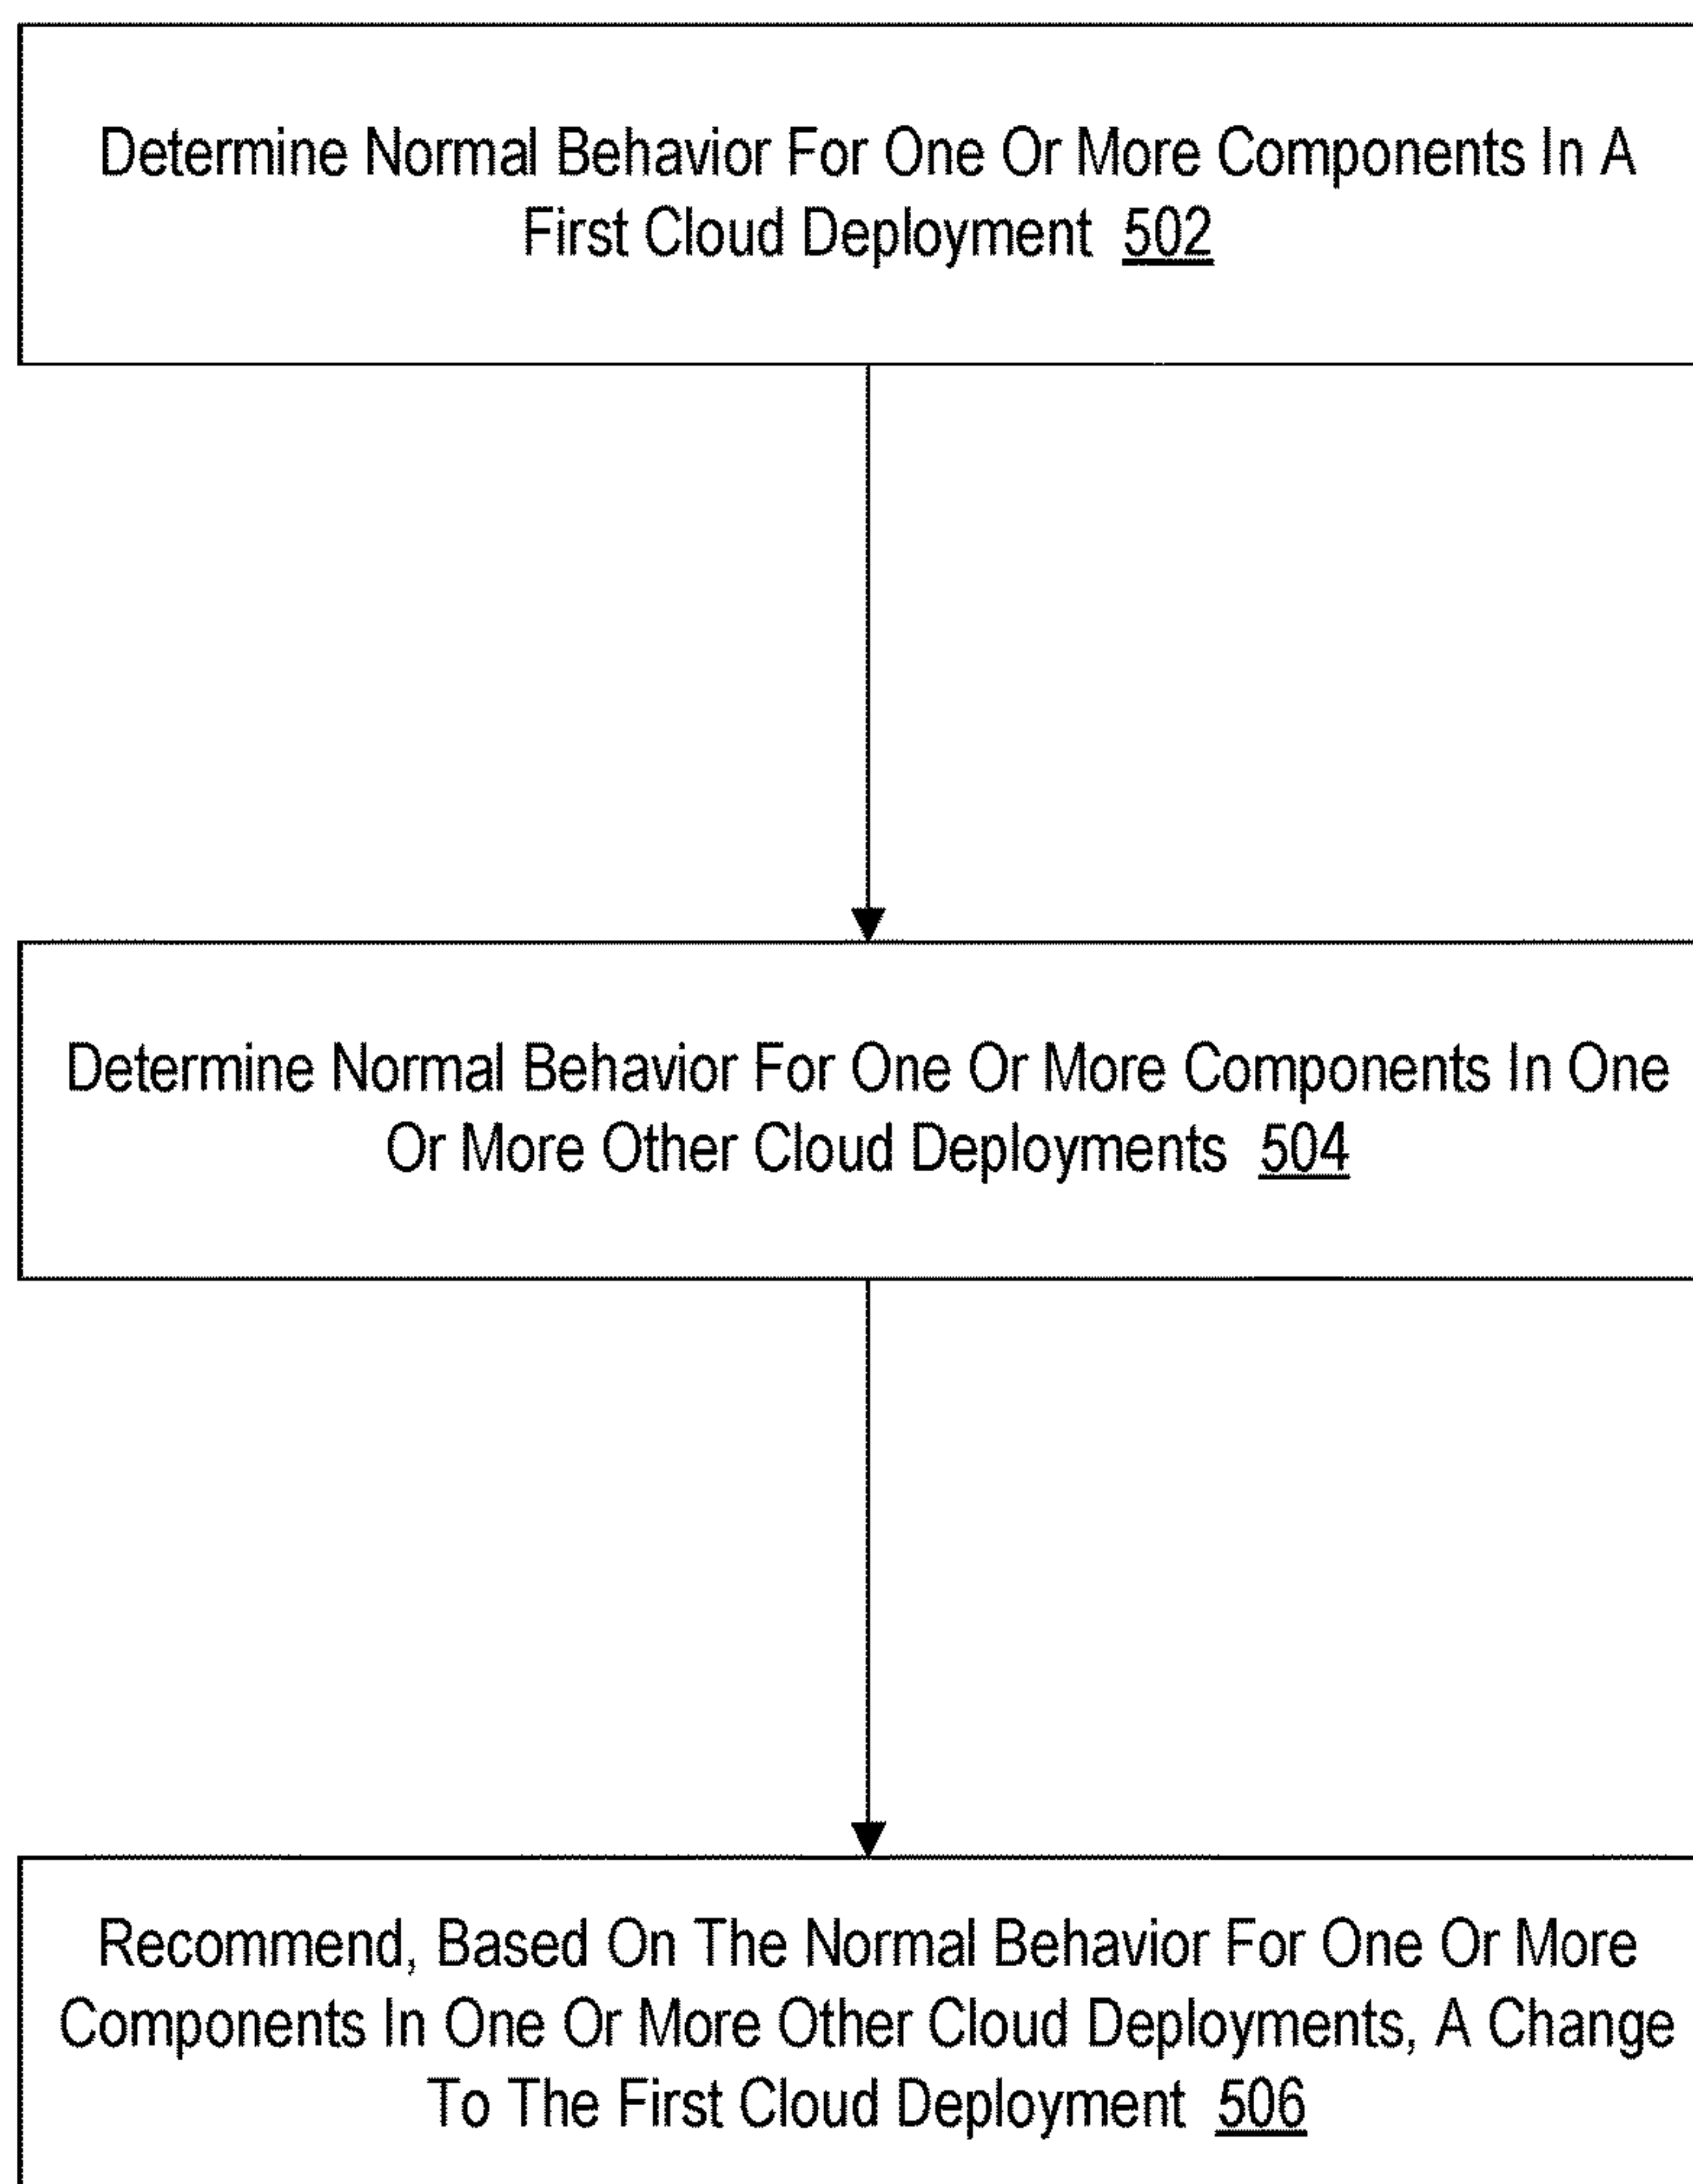 Determine Normal Behavior For One Or More Components In A
First Cloud Deployment 502
Determine Normal Behavior For One Or More Components In One
Or More Other Cloud Deployments 504
Recommend, Based On The Normal Behavior For One Or More
Components In One Or More Other Cloud Deployments, A Change
To The First Cloud Deployment 506